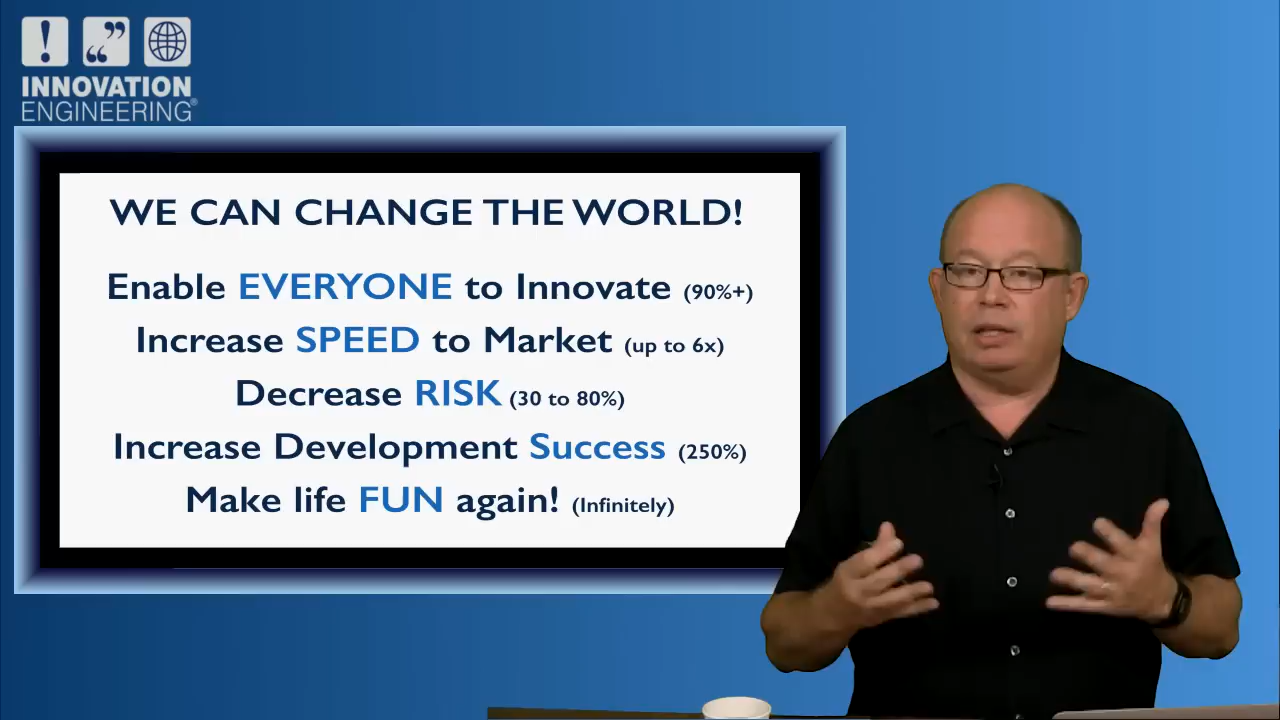 INNOVATION
ENGINEERING®
WE CAN CHANGE THE WORLD!
Enable EVERYONE to Innovate (90%+)
Increase SPEED to Market (up to 6x)
Decrease RISK (30 to 80%)
Increase Development Success (250%)
Make life FUN again! (Infinitely)